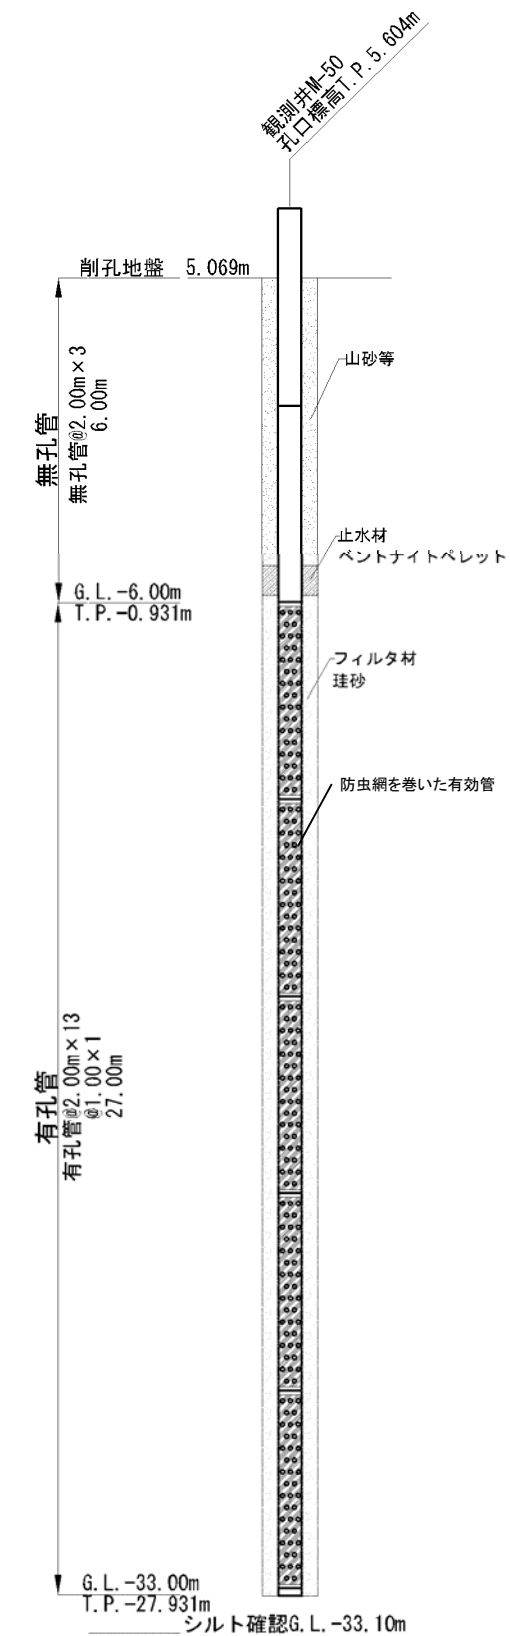 観測井M-50
孔口標高T.P.5.604m
削孔地盤 5.069m
山砂等
無孔管
無孔管@2.00m×3
6.00m
止水材
ベントナイトペレット
G.L.-6.00m
T.P.-0.931m
フィルタ材
珪砂
防虫網を巻いた有効管
有孔管
有孔管@2.00m×13
@1.00×1
27.00m
G.L.-33.00m
T.P.-27.931m
シルト確認G.L.-33.10m